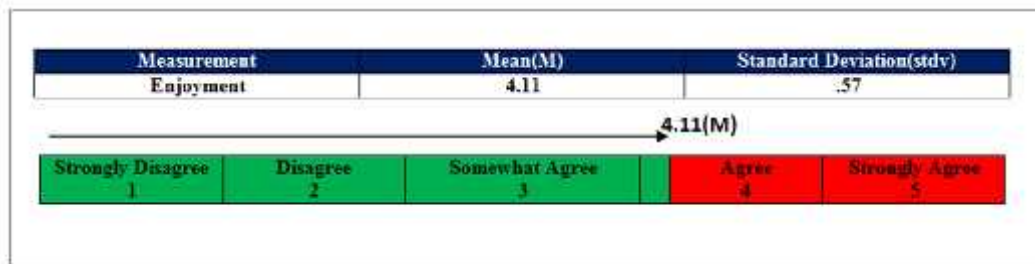 Measurement Mean(M) Standard Deviation(stdv)
Enjoyment 4.11 .57
4.11(M)
Strongly Disagree Disagree Somewhat Agree Agree Strongly Agree
1 2 3 4 5